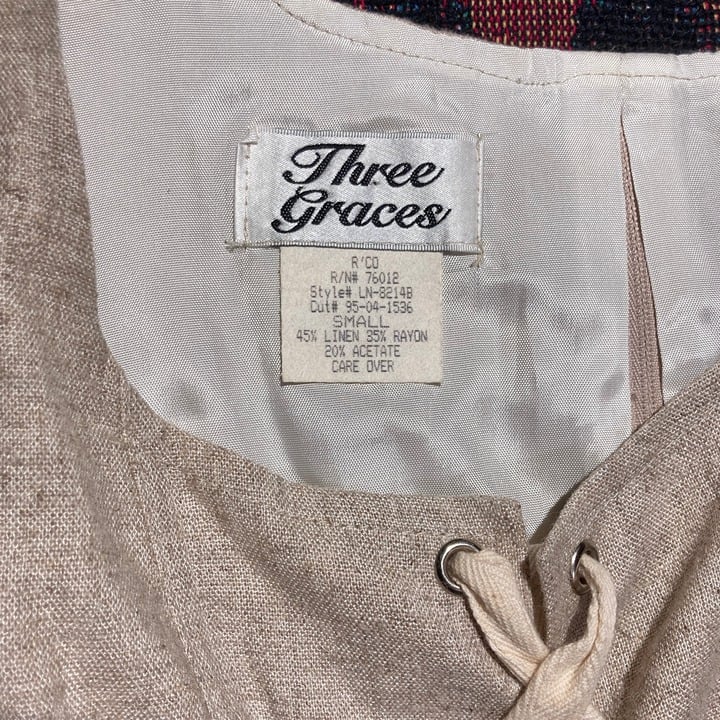 Three
Graces
R'CO
R/N# 76012
Style# LN-8214B
Cut# 95-04-1536
SMALL
45% LINEN 35% RAYON
20% ACETATE
CARE OVER